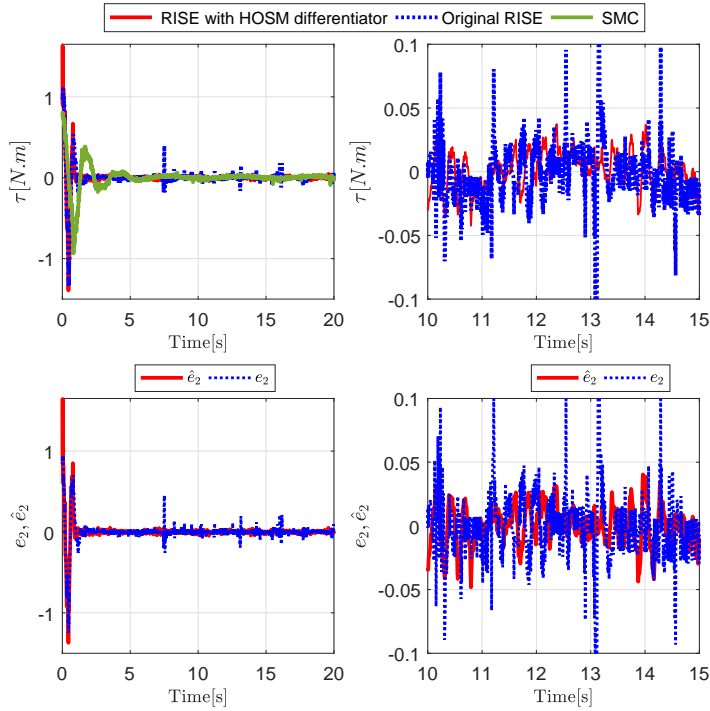 RISE with HOSM differentiator Original RISE SMC
τ[N.m]
1
0
-1
0 5 10 15 20
Time[s]
τ[N.m]
0.1
0.05
0
-0.05
-0.1
10 11 12 13 14 15
Time[s]
ê₂ e₂
e₂, ê₂
1
0
-1
0 5 10 15 20
Time[s]
ê₂ e₂
e₂, ê₂
0.1
0.05
0
-0.05
-0.1
10 11 12 13 14 15
Time[s]